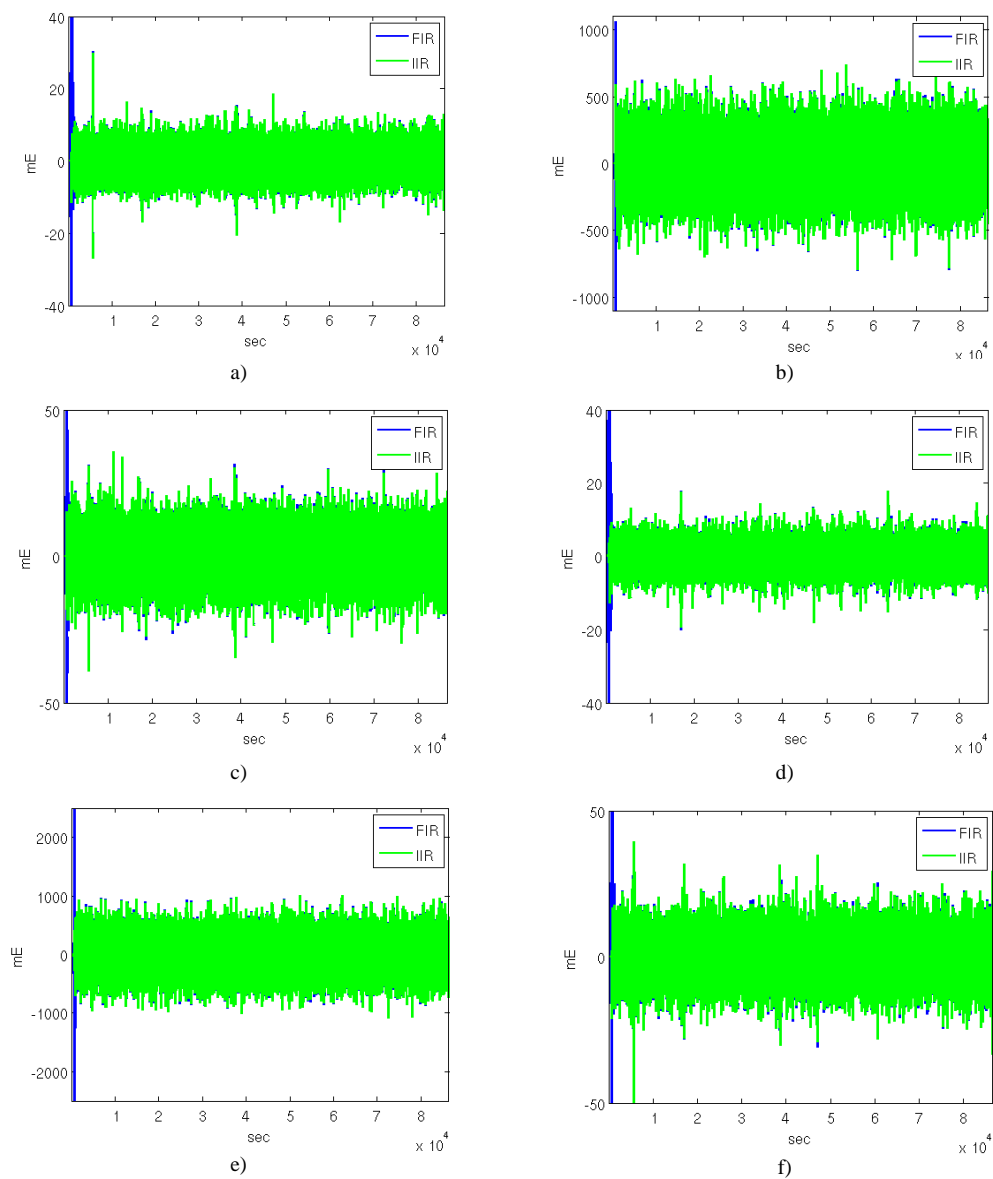 40
20
0
-20
-40
mE
FIR
IIR
1 2 3 4 5 6 7 8
sec
x 10^4
a)
1000
500
0
-500
-1000
mE
FIR
IIR
1 2 3 4 5 6 7 8
sec
x 10^4
b)
50
0
-50
mE
FIR
IIR
1 2 3 4 5 6 7 8
sec
x 10^4
c)
40
20
0
-20
-40
mE
FIR
IIR
1 2 3 4 5 6 7 8
sec
x 10^4
d)
2000
1000
0
-1000
-2000
mE
FIR
IIR
1 2 3 4 5 6 7 8
sec
x 10^4
e)
50
0
-50
mE
FIR
IIR
1 2 3 4 5 6 7 8
sec
x 10^4
f)